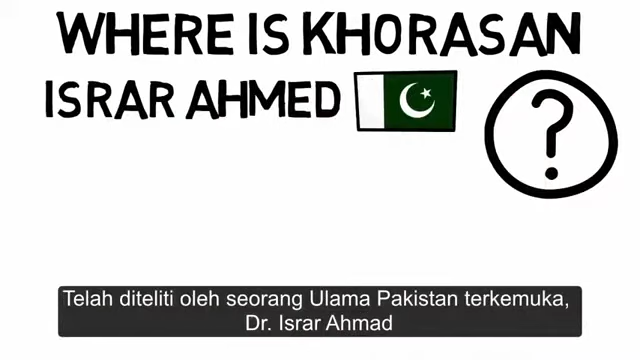 WHERE IS KHORASAN
ISRAR AHMED
?
Telah diteliti oleh seorang Ulama Pakistan terkemuka,
Dr. Israr Ahmad